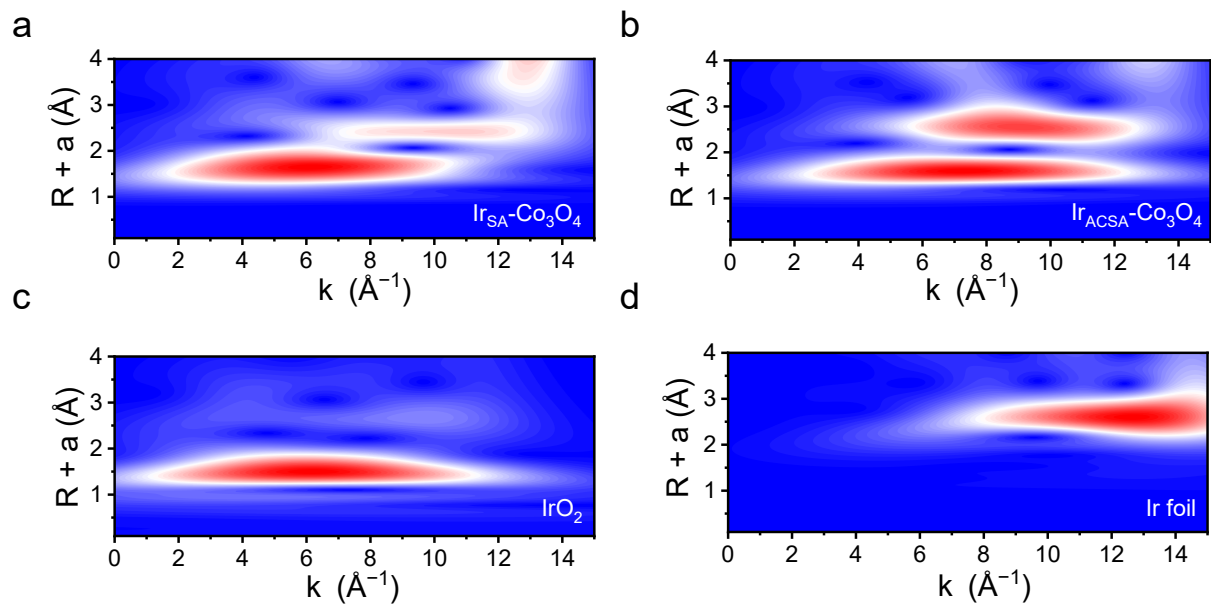 a
b
4
3
2
1
R + a (Å)
Ir_SA-Co₃O₄
0 2 4 6 8 10 12 14
k (Å⁻¹)
4
3
2
1
R + a (Å)
Ir_ACSA-Co₃O₄
0 2 4 6 8 10 12 14
k (Å⁻¹)
c
d
4
3
2
1
R + a (Å)
IrO₂
0 2 4 6 8 10 12 14
k (Å⁻¹)
4
3
2
1
R + a (Å)
Ir foil
0 2 4 6 8 10 12 14
k (Å⁻¹)